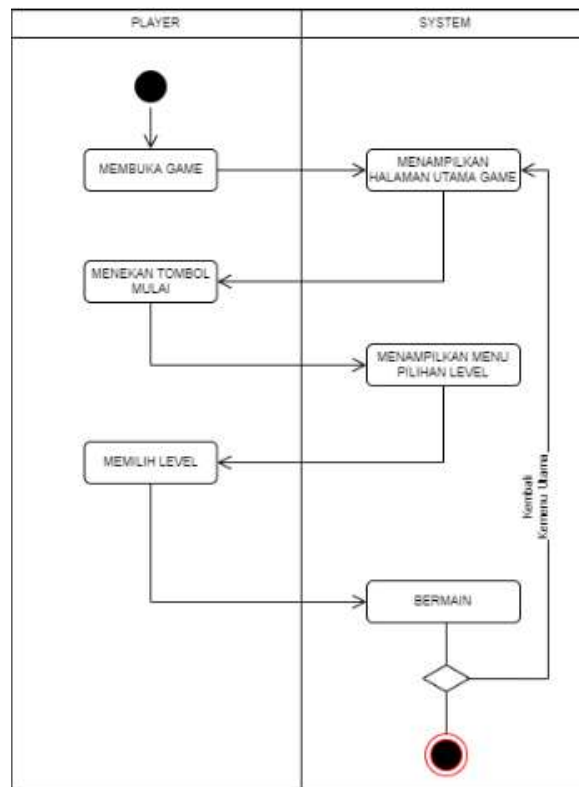 PLAYER
SYSTEM
MEMBUKA GAME
MENAMPILKAN
HALAMAN UTAMA GAME
MENEKAN TOMBOL
MULAI
MENAMPILKAN MENU
PILIHAN LEVEL
MEMILIH LEVEL
Kembali
Kemenu Utama
BERMAIN